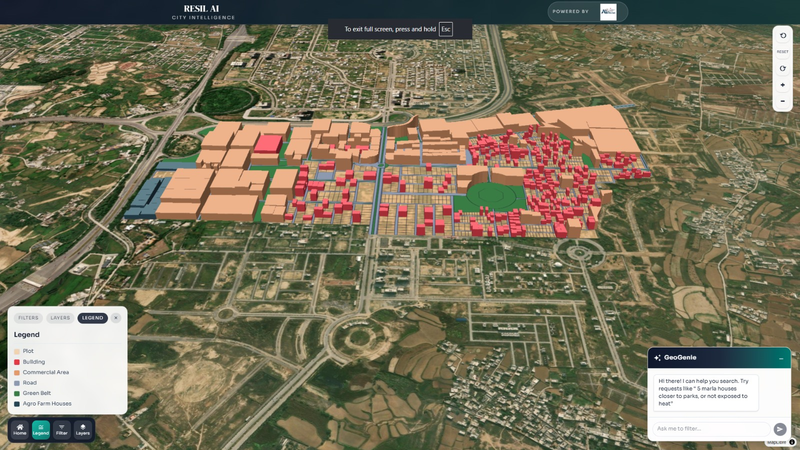 RESIL AI
CITY INTELLIGENCE
POWERED BY
To exit full screen, press and hold Esc
RESET
+
−
FILTERS
LAYERS
LEGEND
×
Legend
Plot
Building
Commercial Area
Road
Green Belt
Agro Farm Houses
Home
Legend
Filter
Layers
GeoGenie
Hi there! I can help you search. Try
requests like " 5 marla houses
closer to parks, or not exposed to
heat"
Ask me to filter...